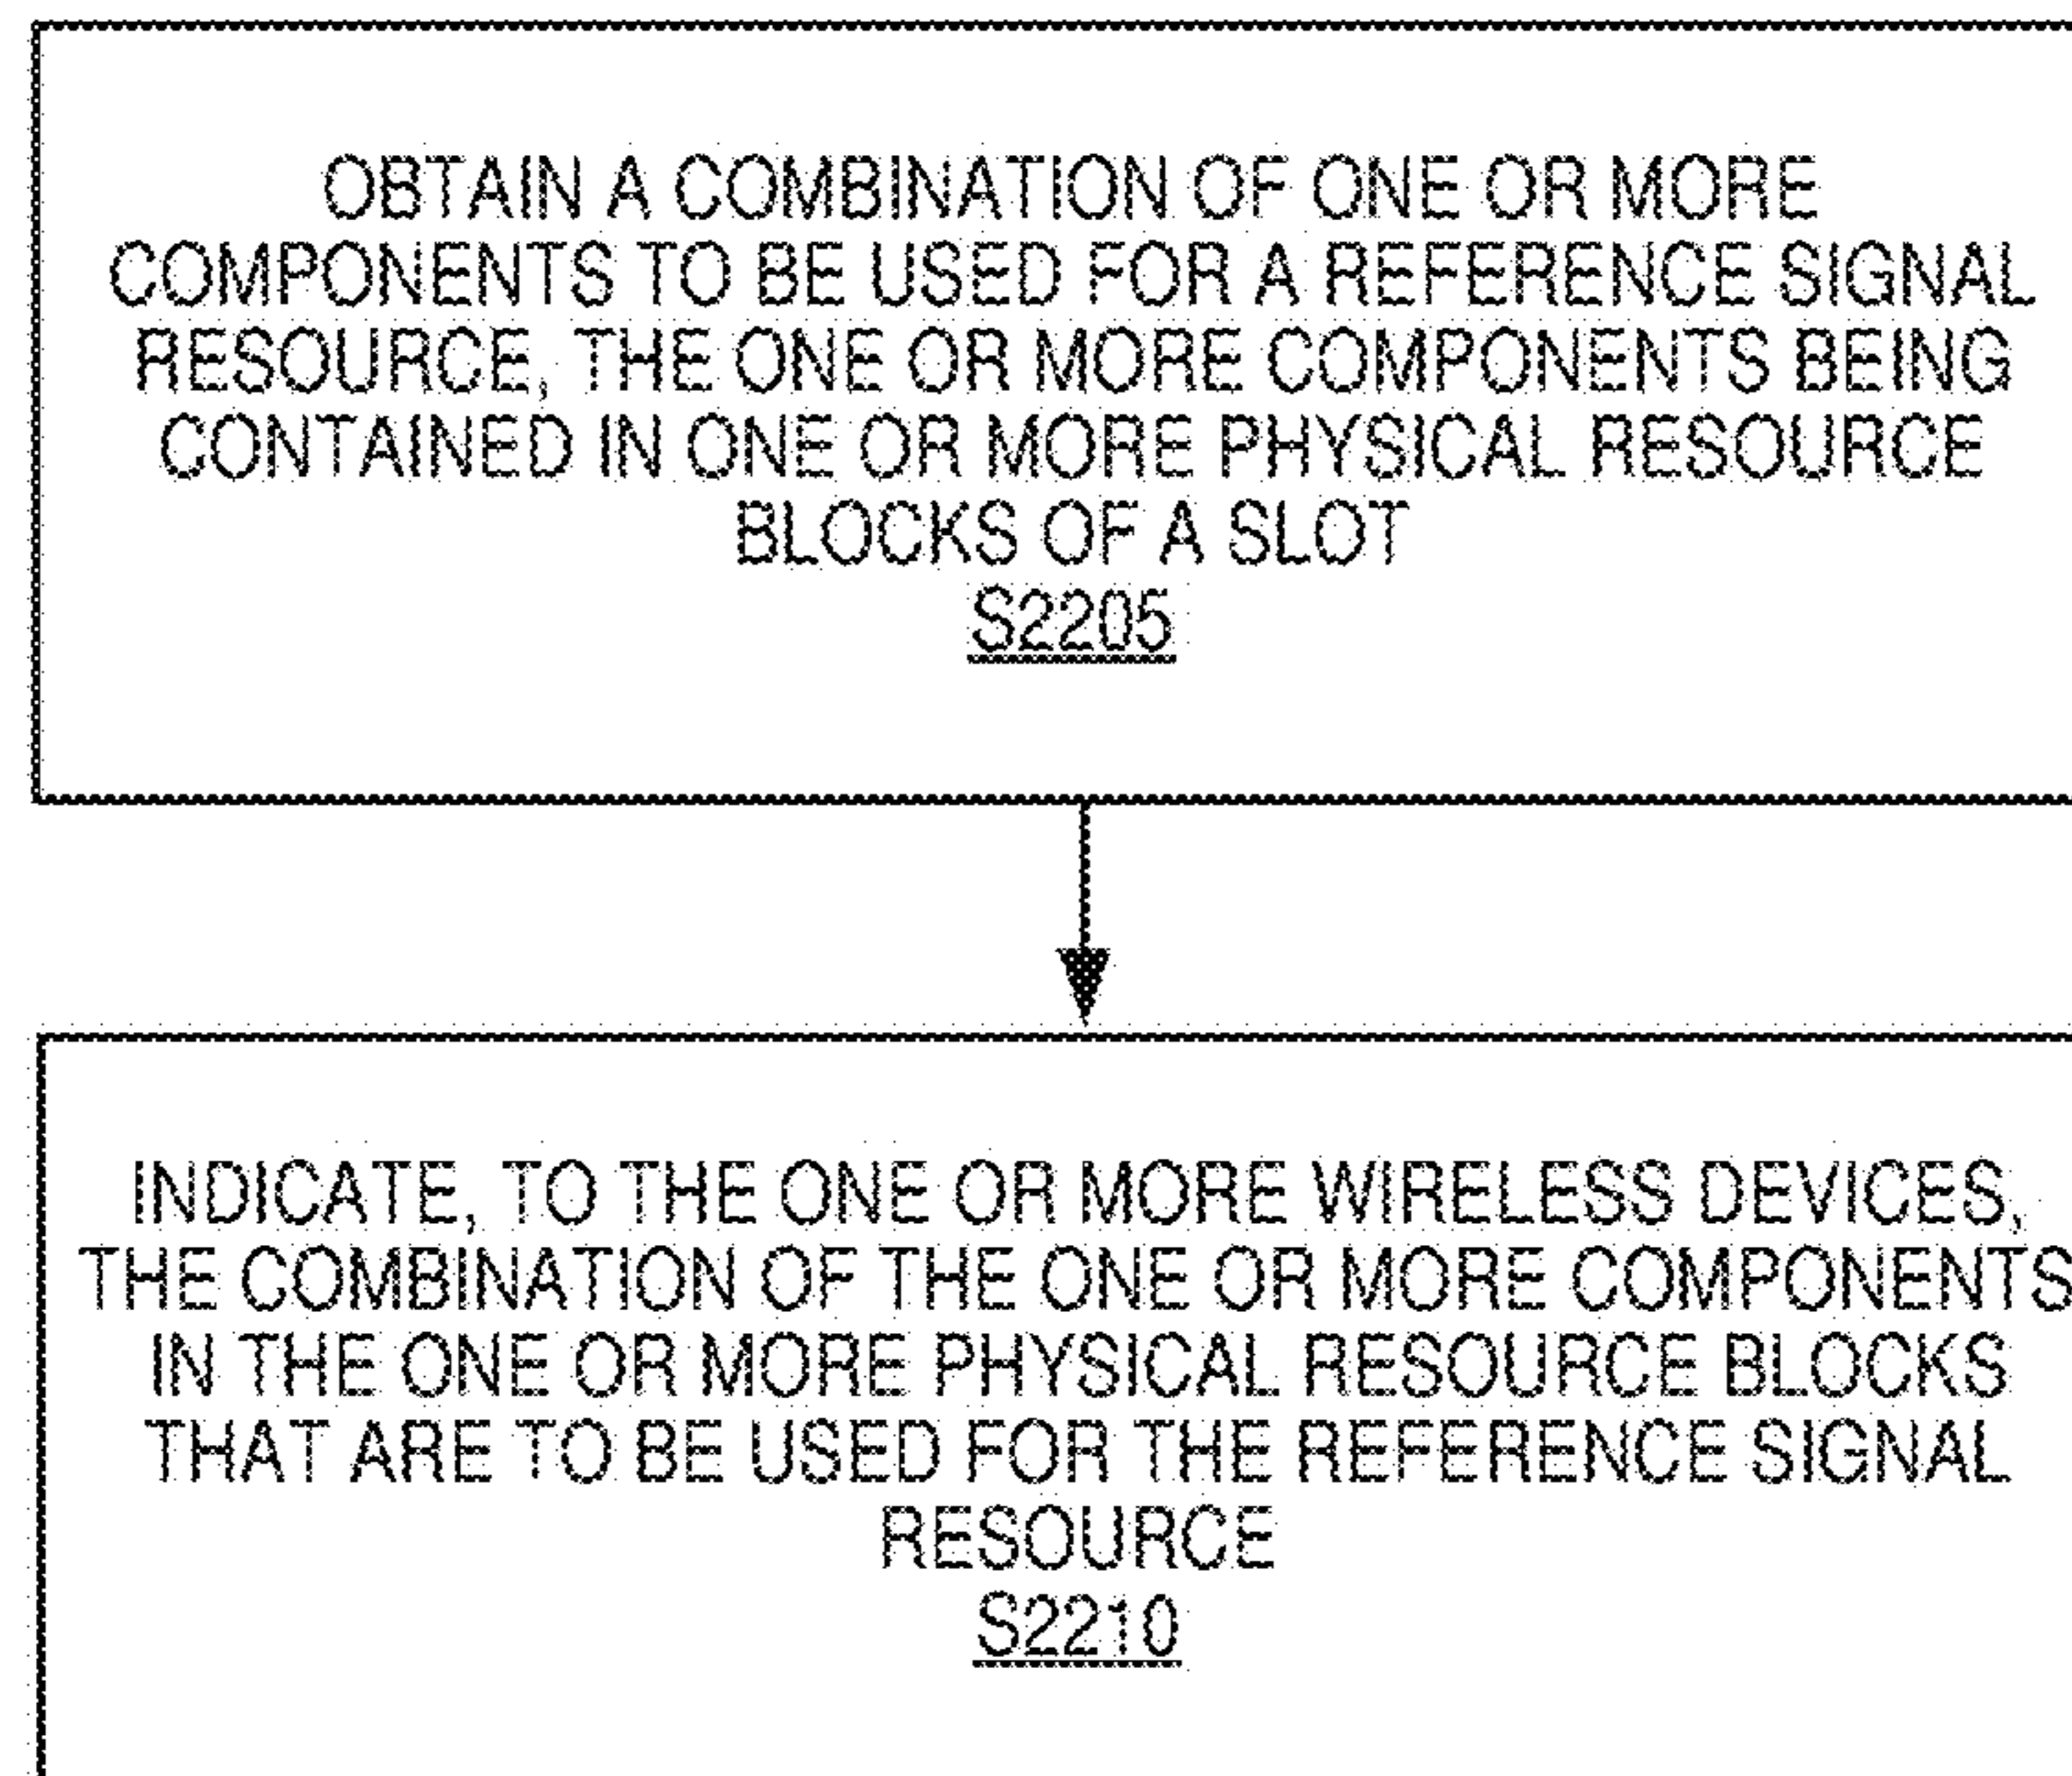 OBTAIN A COMBINATION OF ONE OR MORE
COMPONENTS TO BE USED FOR A REFERENCE SIGNAL
RESOURCE, THE ONE OR MORE COMPONENTS BEING
CONTAINED IN ONE OR MORE PHYSICAL RESOURCE
BLOCKS OF A SLOT
S2205
INDICATE, TO THE ONE OR MORE WIRELESS DEVICES,
THE COMBINATION OF THE ONE OR MORE COMPONENTS
IN THE ONE OR MORE PHYSICAL RESOURCE BLOCKS
THAT ARE TO BE USED FOR THE REFERENCE SIGNAL
RESOURCE
S2210